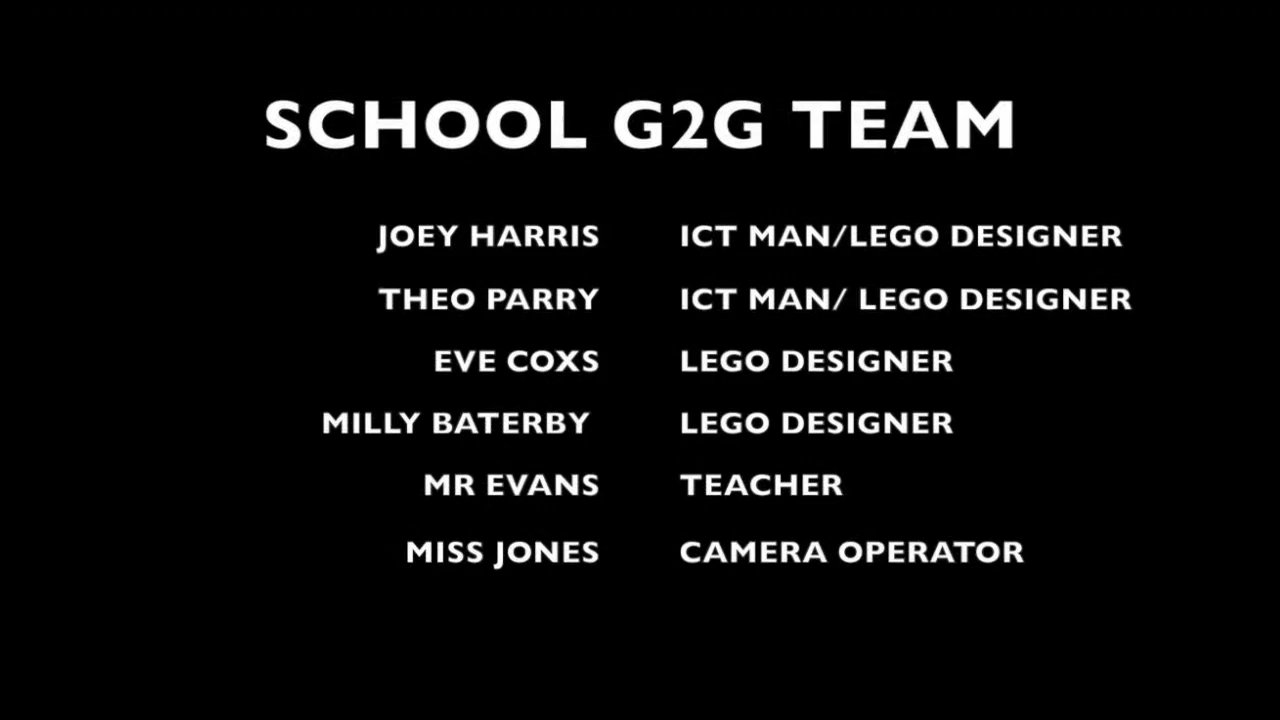 SCHOOL G2G TEAM
JOEY HARRIS ICT MAN/LEGO DESIGNER
THEO PARRY ICT MAN/ LEGO DESIGNER
EVE COXS LEGO DESIGNER
MILLY BATERBY LEGO DESIGNER
MR EVANS TEACHER
MISS JONES CAMERA OPERATOR